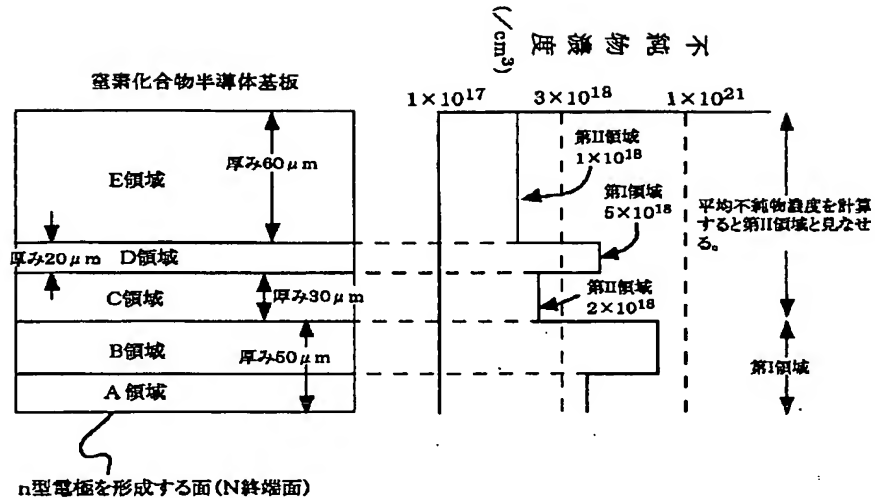 不純物濃度
(/cm³)
窒素化合物半導体基板
1×10¹⁷
3×10¹⁸
1×10²¹
E領域
厚み60μm
第II領域
1×10¹⁸
第I領域
5×10¹⁸
平均不純物濃度を計算
すると第II領域と見なせ
る。
厚み20μm
D領域
C領域
厚み30μm
第II領域
2×10¹⁸
B領域
厚み50μm
第I領域
A領域
n型電極を形成する面(N終端面)